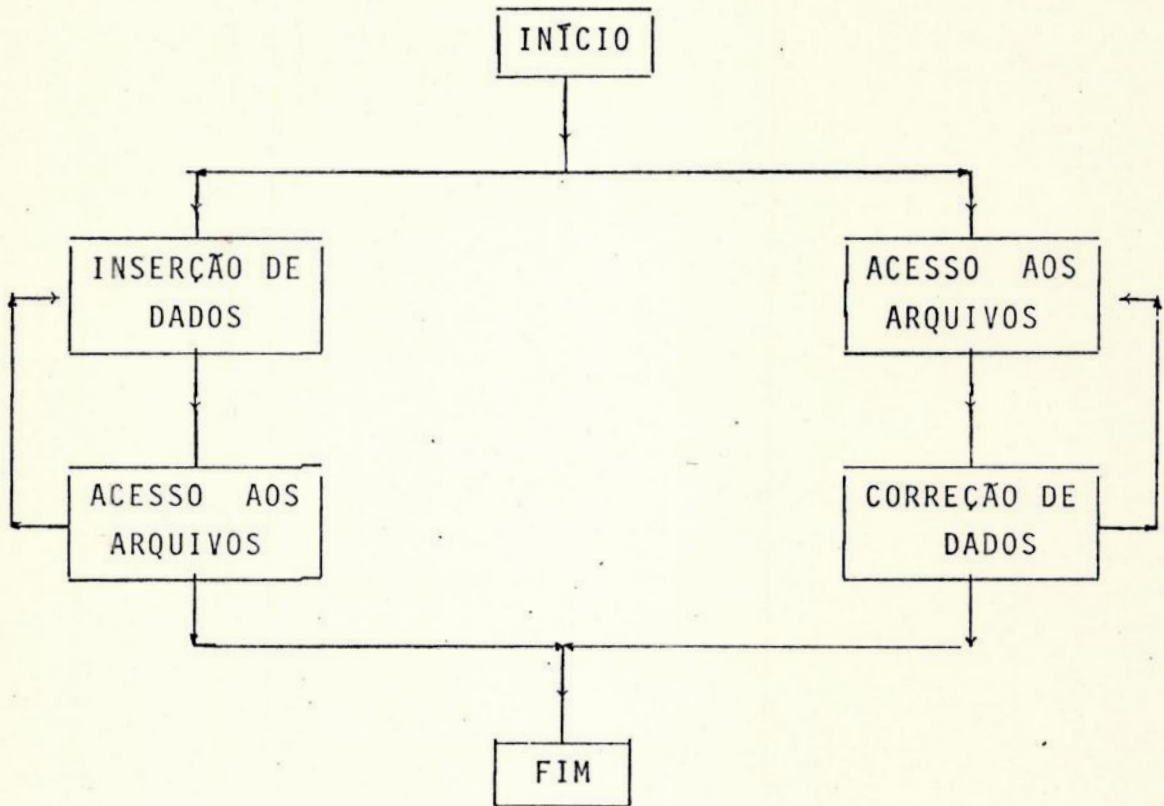 INÍCIO
INSERÇÃO DE
DADOS
ACESSO AOS
ARQUIVOS
ACESSO AOS
ARQUIVOS
CORREÇÃO DE
DADOS
FIM